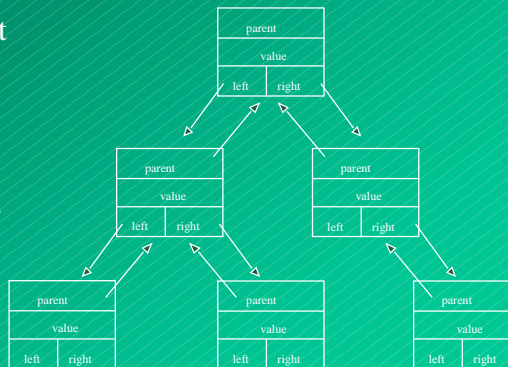 parent
value
left right
parent parent
value value
left right left right
parent parent parent
value value value
left right left right left right